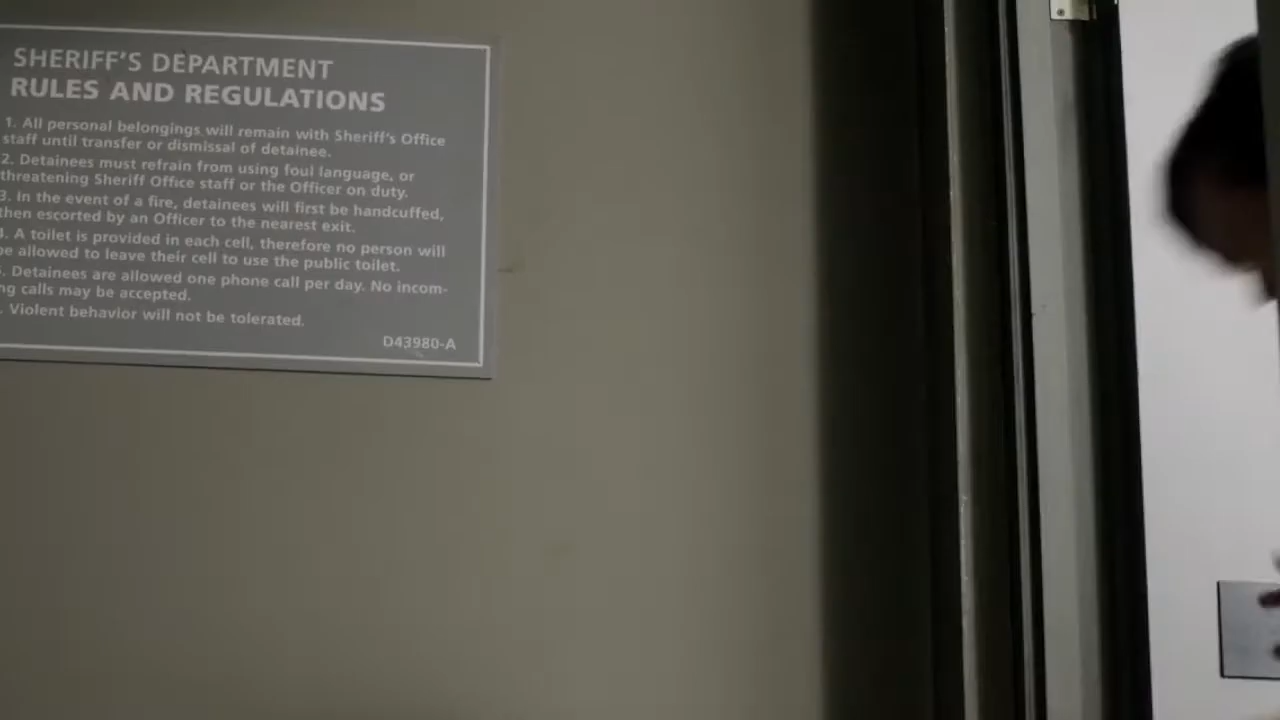 SHERIFF'S DEPARTMENT
RULES AND REGULATIONS
1. All personal belongings will remain with Sheriff's Office
staff until transfer or dismissal of detainee.
2. Detainees must refrain from using foul language, or
threatening Sheriff Office staff or the Officer on duty.
3. In the event of a fire, detainees will first be handcuffed,
then escorted by an Officer to the nearest exit.
4. A toilet is provided in each cell, therefore no person will
be allowed to leave their cell to use the public toilet.
. Detainees are allowed one phone call per day. No incom-
ng calls may be accepted.
. Violent behavior will not be tolerated.
D43980-A